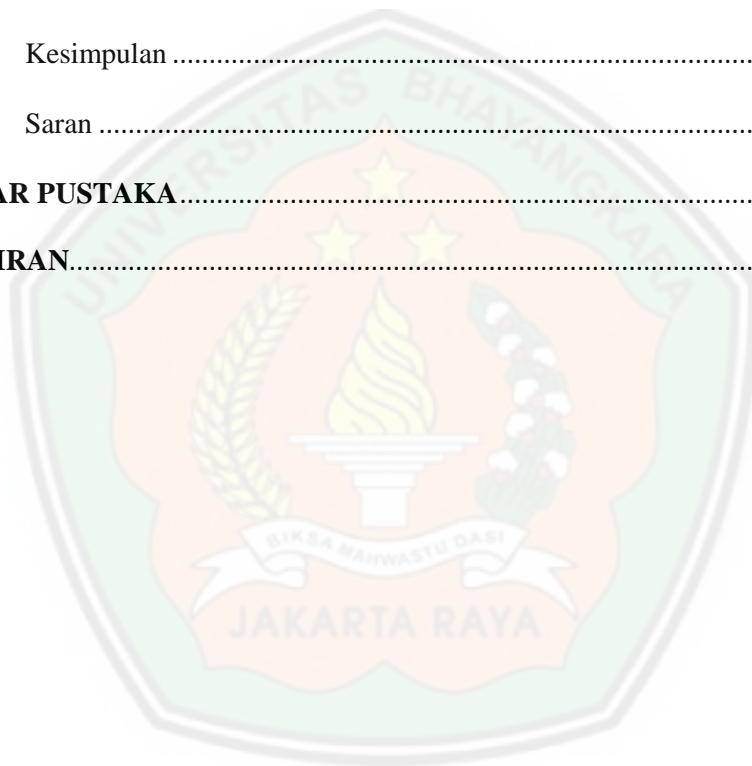 Kesimpulan ........................................................................
Saran ....................................................................................
AR PUSTAKA ........................................................................
IRAN ....................................................................................
UNIVERSITAS BHAYANGKARA
BIKSA MAHWASTU DASI
JAKARTA RAYA